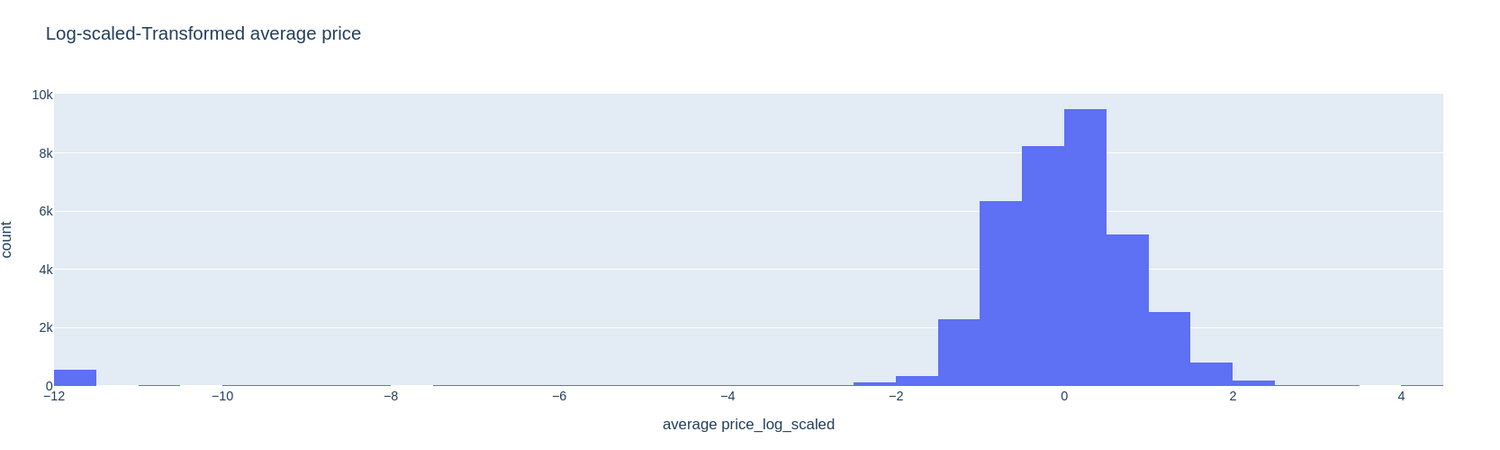 Log-scaled-Transformed average price
10k
8k
6k
4k
2k
0
count
−12 −10 −8 −6 −4 −2 0 2 4
average price_log_scaled